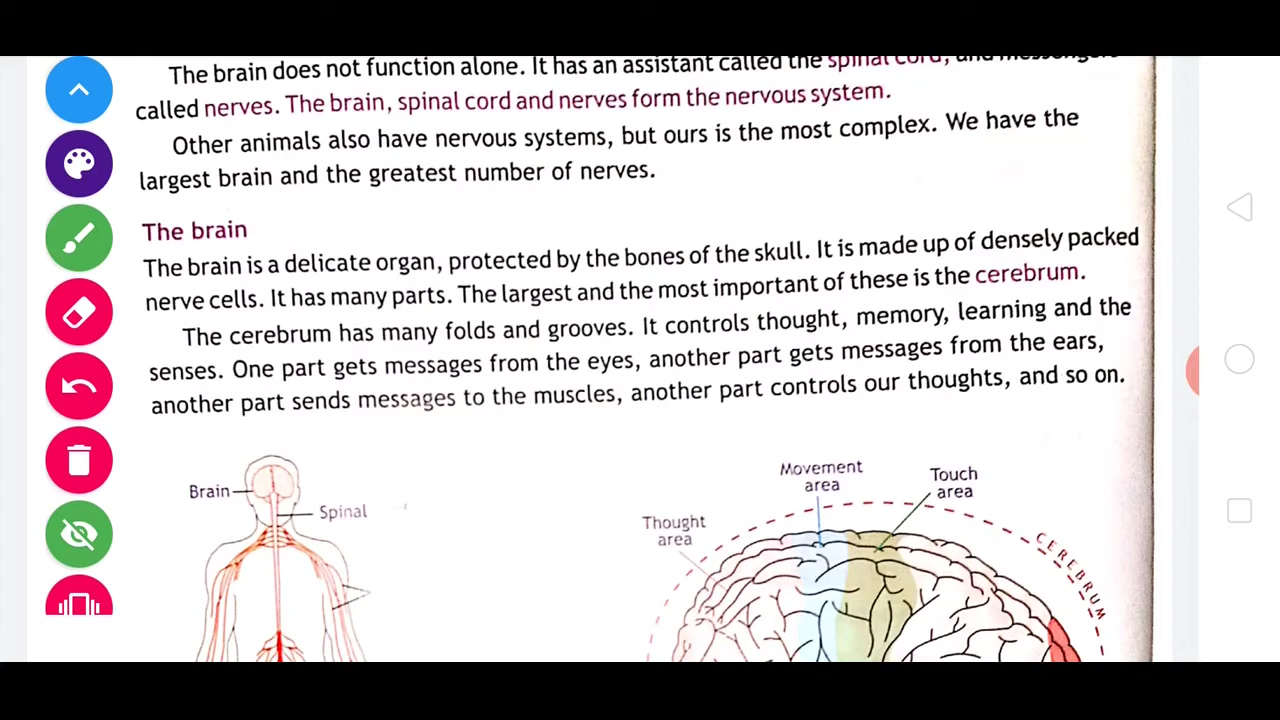 The brain does not function alone. It has an assistant called the spinal cord, and messengers
called nerves. The brain, spinal cord and nerves form the nervous system.
Other animals also have nervous systems, but ours is the most complex. We have the
largest brain and the greatest number of nerves.
The brain
The brain is a delicate organ, protected by the bones of the skull. It is made up of densely packed
nerve cells. It has many parts. The largest and the most important of these is the cerebrum.
The cerebrum has many folds and grooves. It controls thought, memory, learning and the
senses. One part gets messages from the eyes, another part gets messages from the ears,
another part sends messages to the muscles, another part controls our thoughts, and so on.
Brain
Spinal
Movement
area
Touch
area
Thought
area
CEREBRUM